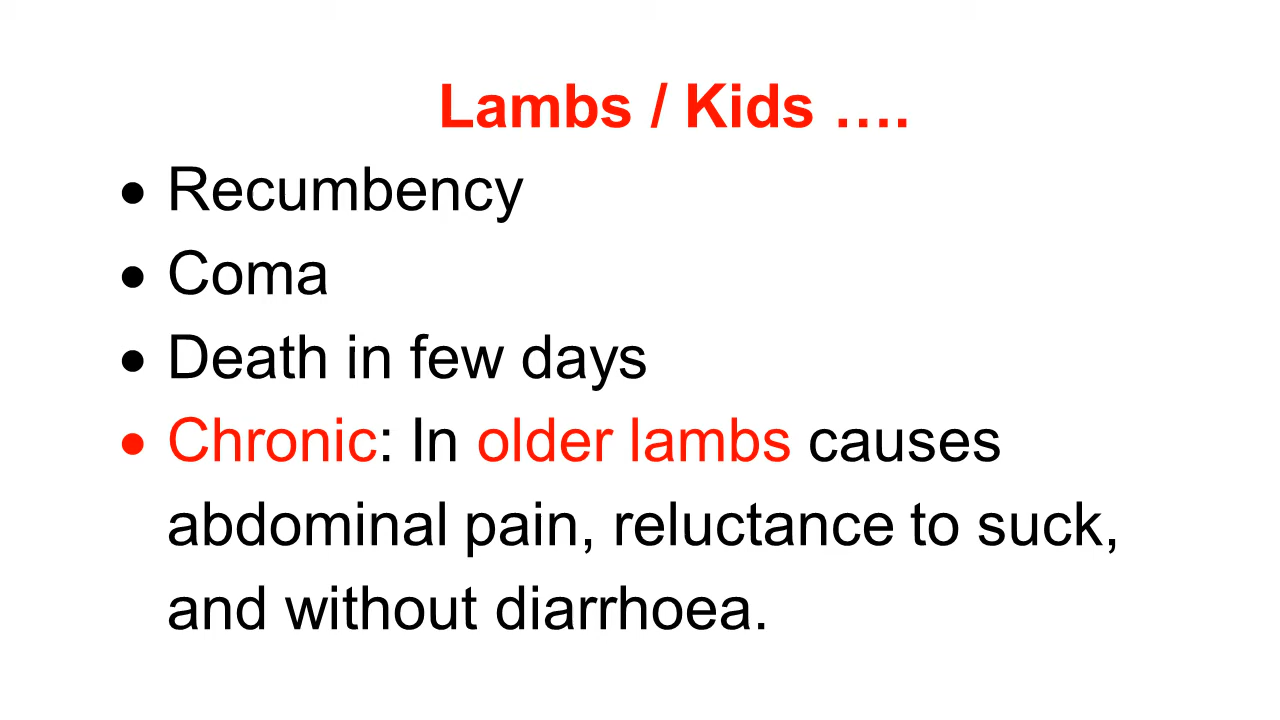 Lambs / Kids ….
• Recumbency
• Coma
• Death in few days
• Chronic: In older lambs causes
abdominal pain, reluctance to suck,
and without diarrhoea.